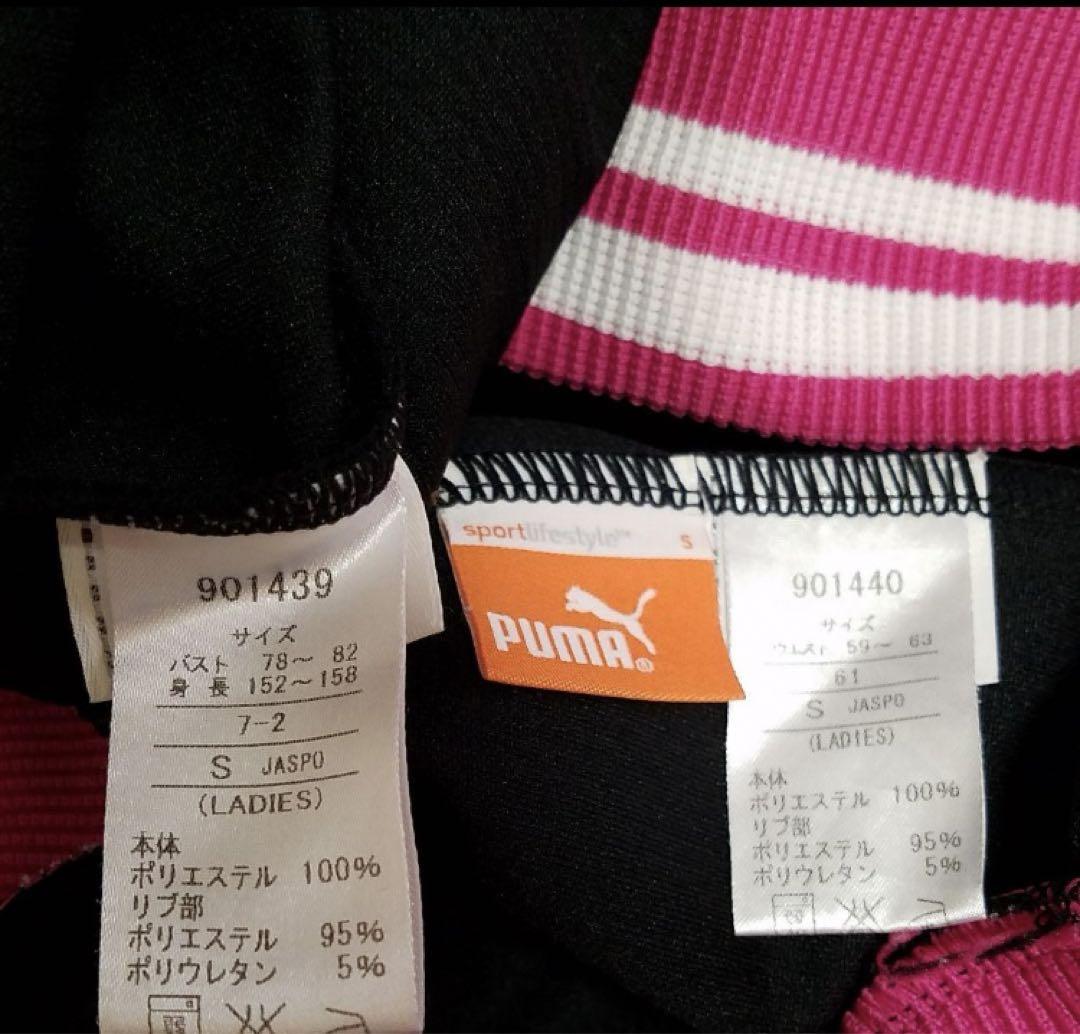 901439
サイズ
バスト 78～ 82
身 長 152～158
7-2
S JASPO
(LADIES)
本体
ポリエステル 100%
リブ部
ポリエステル 95%
ポリウレタン 5%
sportlifestyle™ S
PUMA®
901440
サイズ
ウエスト 59～ 63
61
S JASPO
(LADIES)
本体
ポリエステル 100%
リブ部
ポリエステル 95%
ポリウレタン 5%